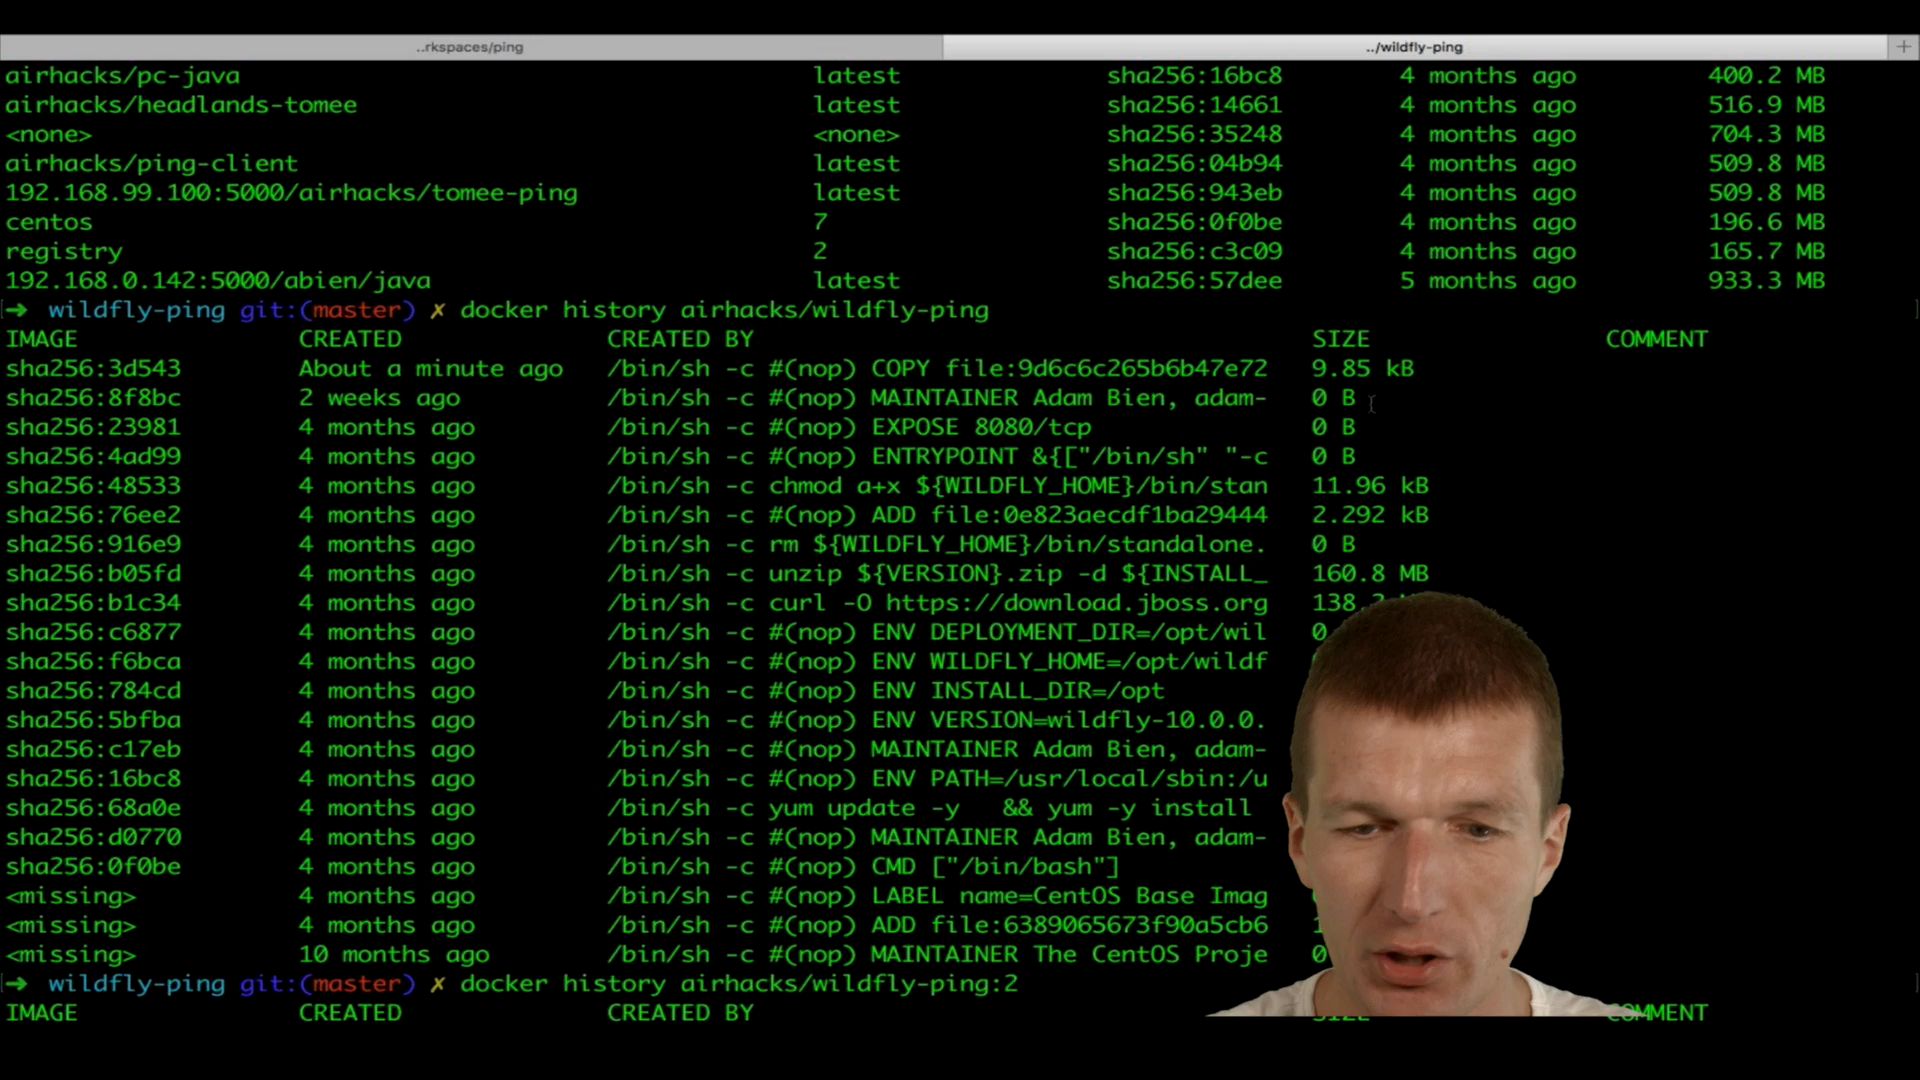 ..rkspaces/ping ../wildfly-ping +
airhacks/pc-java latest sha256:16bc8 4 months ago 400.2 MB
airhacks/headlands-tomee latest sha256:14661 4 months ago 516.9 MB
<none> <none> sha256:35248 4 months ago 704.3 MB
airhacks/ping-client latest sha256:04b94 4 months ago 509.8 MB
192.168.99.100:5000/airhacks/tomee-ping latest sha256:943eb 4 months ago 509.8 MB
centos 7 sha256:0f0be 4 months ago 196.6 MB
registry 2 sha256:c3c09 4 months ago 165.7 MB
192.168.0.142:5000/abien/java latest sha256:57dee 5 months ago 933.3 MB
➜ wildfly-ping git:(master) ✗ docker history airhacks/wildfly-ping
IMAGE CREATED CREATED BY SIZE COMMENT
sha256:3d543 About a minute ago /bin/sh -c #(nop) COPY file:9d6c6c265b6b47e72 9.85 kB
sha256:8f8bc 2 weeks ago /bin/sh -c #(nop) MAINTAINER Adam Bien, adam- 0 B
sha256:23981 4 months ago /bin/sh -c #(nop) EXPOSE 8080/tcp 0 B
sha256:4ad99 4 months ago /bin/sh -c #(nop) ENTRYPOINT &{["/bin/sh" "-c 0 B
sha256:48533 4 months ago /bin/sh -c chmod a+x ${WILDFLY_HOME}/bin/stan 11.96 kB
sha256:76ee2 4 months ago /bin/sh -c #(nop) ADD file:0e823aecdf1ba29444 2.292 kB
sha256:916e9 4 months ago /bin/sh -c rm ${WILDFLY_HOME}/bin/standalone. 0 B
sha256:b05fd 4 months ago /bin/sh -c unzip ${VERSION}.zip -d ${INSTALL_ 160.8 MB
sha256:b1c34 4 months ago /bin/sh -c curl -O https://download.jboss.org 138.
sha256:c6877 4 months ago /bin/sh -c #(nop) ENV DEPLOYMENT_DIR=/opt/wil 0
sha256:f6bca 4 months ago /bin/sh -c #(nop) ENV WILDFLY_HOME=/opt/wildf
sha256:784cd 4 months ago /bin/sh -c #(nop) ENV INSTALL_DIR=/opt
sha256:5bfba 4 months ago /bin/sh -c #(nop) ENV VERSION=wildfly-10.0.0.
sha256:c17eb 4 months ago /bin/sh -c #(nop) MAINTAINER Adam Bien, adam-
sha256:16bc8 4 months ago /bin/sh -c #(nop) ENV PATH=/usr/local/sbin:/u
sha256:68a0e 4 months ago /bin/sh -c yum update -y && yum -y install
sha256:d0770 4 months ago /bin/sh -c #(nop) MAINTAINER Adam Bien, adam-
sha256:0f0be 4 months ago /bin/sh -c #(nop) CMD ["/bin/bash"]
<missing> 4 months ago /bin/sh -c #(nop) LABEL name=CentOS Base Imag
<missing> 4 months ago /bin/sh -c #(nop) ADD file:6389065673f90a5cb6 1
<missing> 10 months ago /bin/sh -c #(nop) MAINTAINER The CentOS Proje 0
➜ wildfly-ping git:(master) ✗ docker history airhacks/wildfly-ping:2
IMAGE CREATED CREATED BY SIZE COMMENT